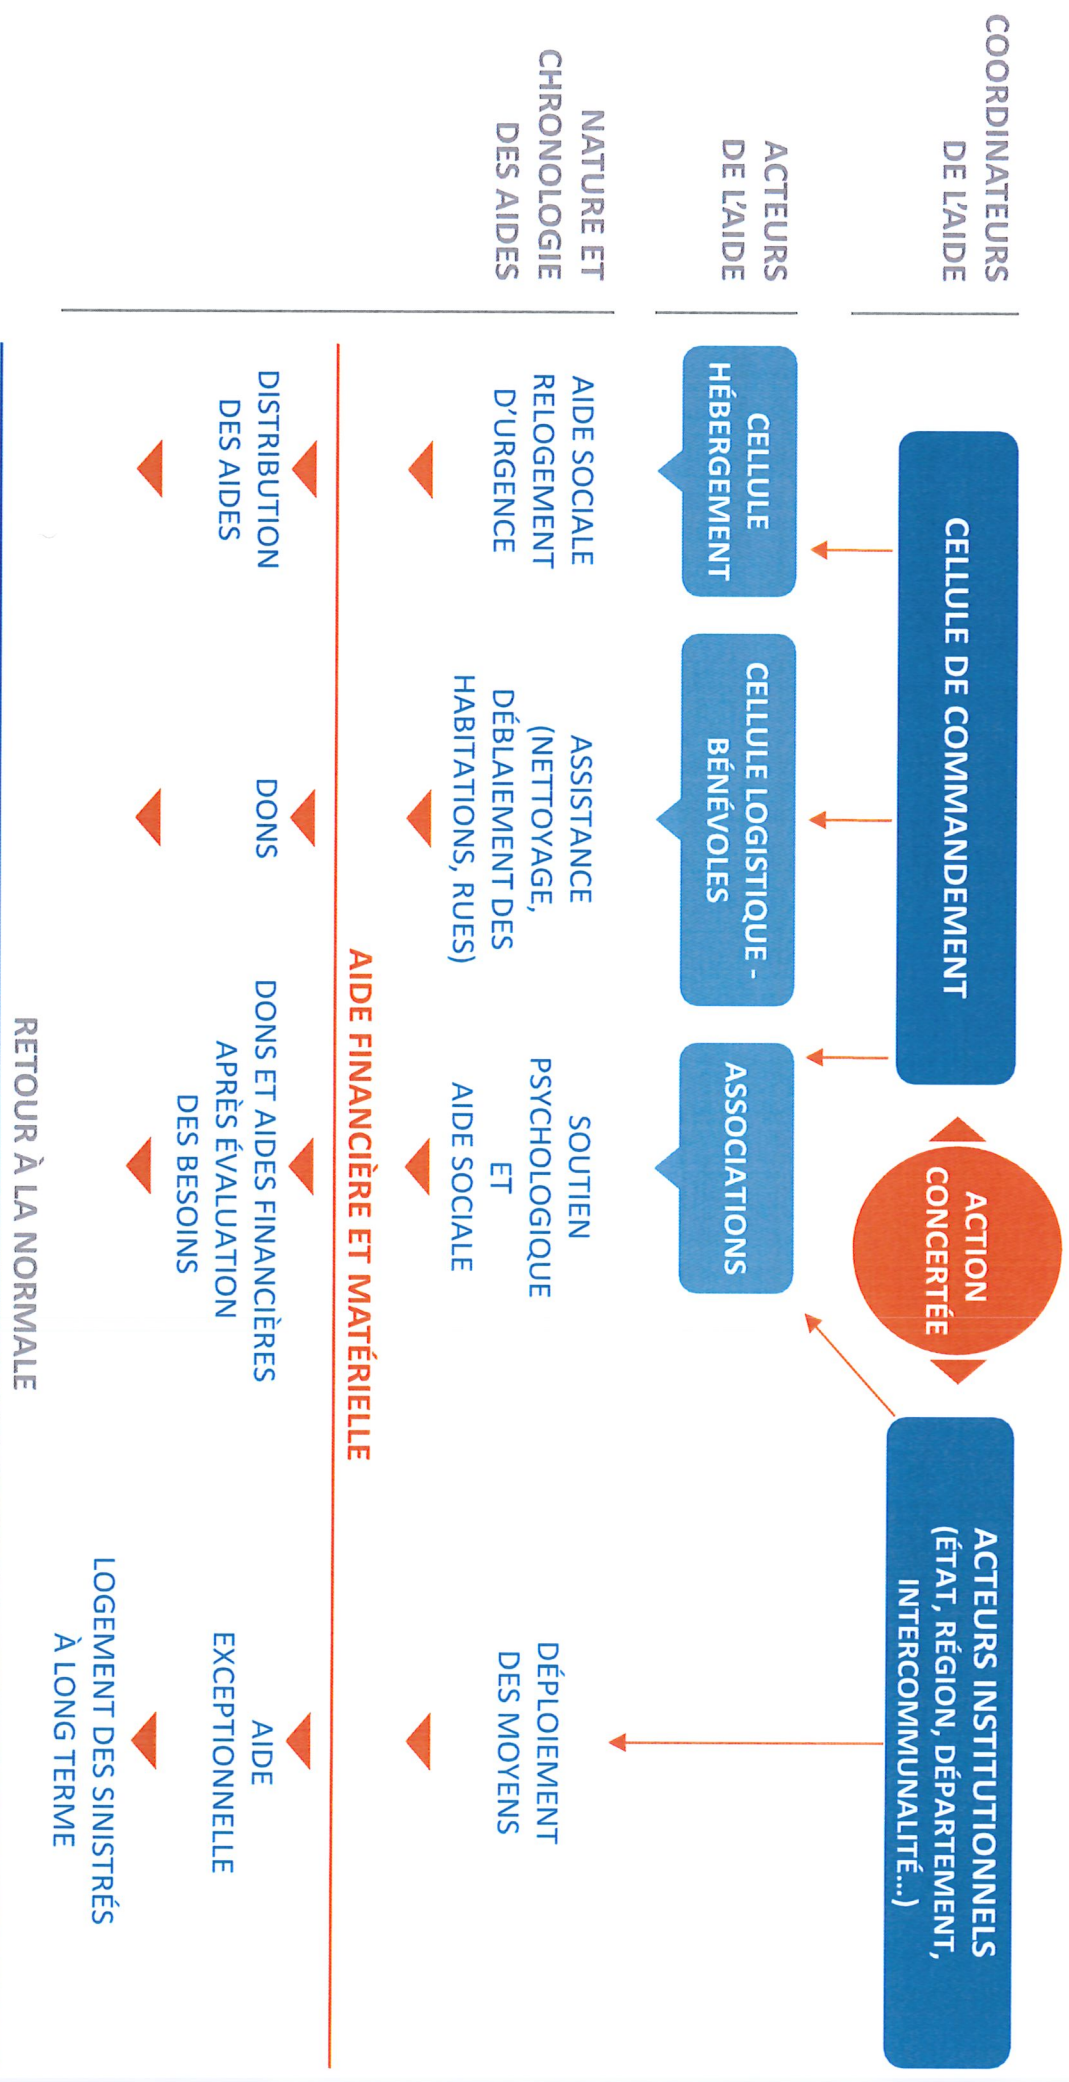 COORDINATEURS
DE L'AIDE
CELLULE DE COMMANDEMENT
ACTION
CONCERTÉE
ACTEURS INSTITUTIONNELS
(ÉTAT, RÉGION, DÉPARTEMENT,
INTERCOMMUNALITÉ...)
ACTEURS
DE L'AIDE
CELLULE
HÉBERGEMENT
CELLULE LOGISTIQUE -
BÉNÉVOLES
ASSOCIATIONS
NATURE ET
CHRONOLOGIE
DES AIDES
AIDE SOCIALE
RELOGEMENT
D'URGENCE
ASSISTANCE
(NETTOYAGE,
DÉBLAIEMENT DES
HABITATIONS, RUES)
SOUTIEN
PSYCHOLOGIQUE
ET
AIDE SOCIALE
DÉPLOIEMENT
DES MOYENS
AIDE FINANCIÈRE ET MATÉRIELLE
DISTRIBUTION
DES AIDES
DONS
DONS ET AIDES FINANCIÈRES
APRÈS ÉVALUATION
DES BESOINS
AIDE
EXCEPTIONNELLE
LOGEMENT DES SINISTRÉS
À LONG TERME
RETOUR À LA NORMALE